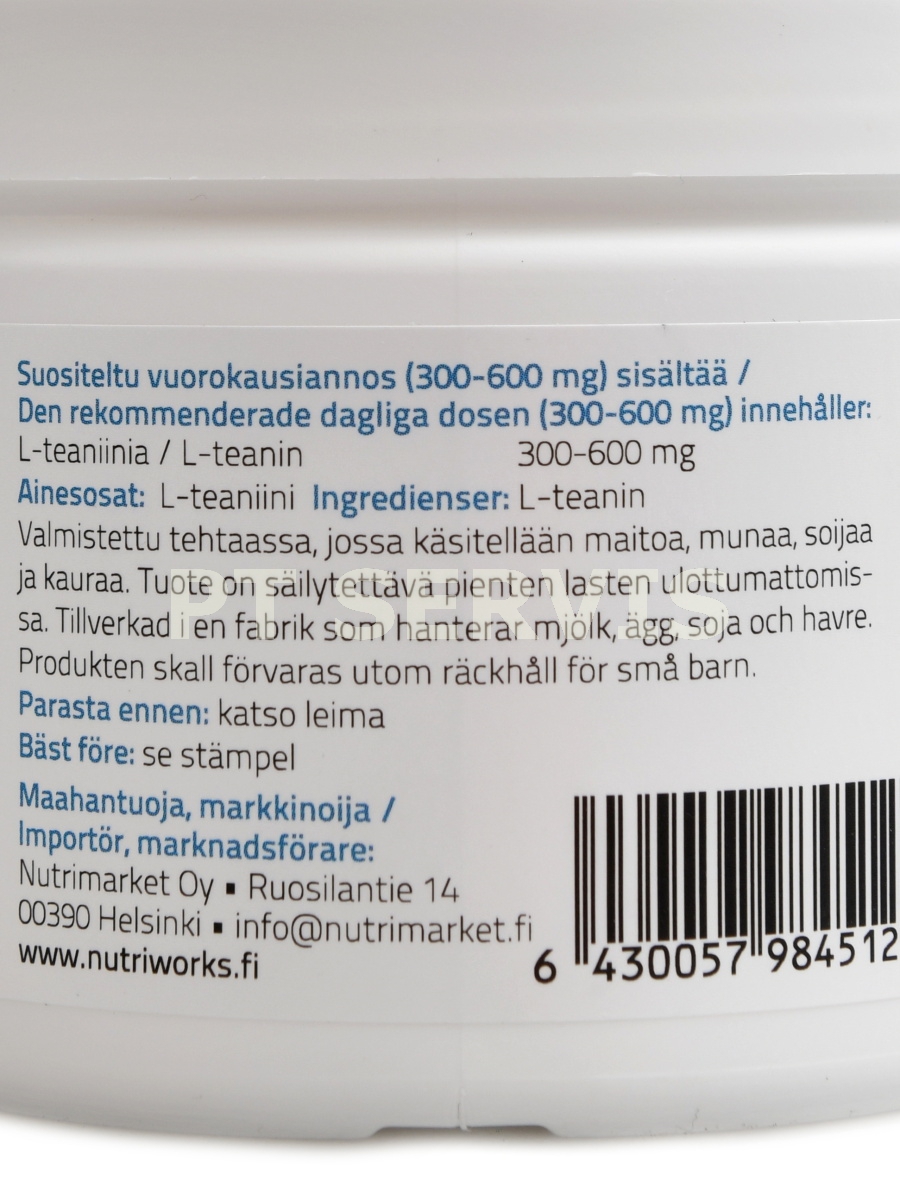 Suositeltu vuorokausiannos (300-600 mg) sisältää /
Den rekommenderade dagliga dosen (300-600 mg) innehåller:
L-teaniinia / L-teanin 300-600 mg
Ainesosat: L-teaniini Ingredienser: L-teanin
Valmistettu tehtaassa, jossa käsitellään maitoa, munaa, soijaa
ja kauraa. Tuote on säilytettävä pienten lasten ulottumattomis-
sa. Tillverkad i en fabrik som hanterar mjölk, ägg, soja och havre.
Produkten skall förvaras utom räckhåll för små barn.
Parasta ennen: katso leima
Bäst före: se stämpel
Maahantuoja, markkinoija /
Importör, marknadsförare:
Nutrimarket Oy ▪ Ruosilantie 14
00390 Helsinki ▪ info@nutrimarket.fi
www.nutriworks.fi
6 430057 984512
PT SERVIS